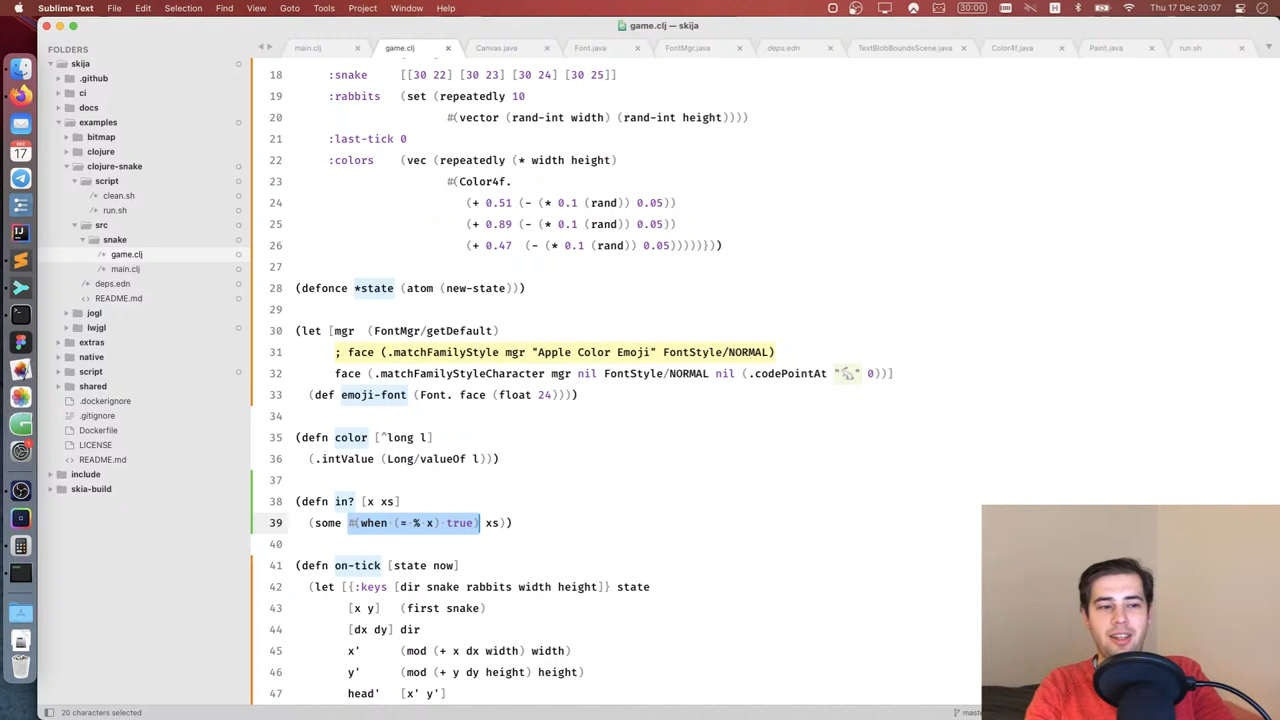 Sublime Text File Edit Selection Find View Goto Tools Project Window Help 30:00 Thu 17 Dec 20:07
game.clj — skija
FOLDERS
skija
.github
ci
docs
examples
bitmap
clojure
clojure-snake
script
clean.sh
run.sh
src
snake
game.clj
main.clj
deps.edn
README.md
jogl
lwjgl
extras
native
script
shared
.dockerignore
.gitignore
Dockerfile
LICENSE
README.md
include
skia-build
main.clj game.clj Canvas.java Font.java FontMgr.java deps.edn TextBlobBoundsScene.java Color4f.java Paint.java run.sh
18 :snake [[30 22] [30 23] [30 24] [30 25]]
19 :rabbits (set (repeatedly 10
20 #(vector (rand-int width) (rand-int height))))
21 :last-tick 0
22 :colors (vec (repeatedly (* width height)
23 #(Color4f.
24 (+ 0.51 (- (* 0.1 (rand)) 0.05))
25 (+ 0.89 (- (* 0.1 (rand)) 0.05))
26 (+ 0.47 (- (* 0.1 (rand)) 0.05)))))}))
27
28 (defonce *state (atom (new-state)))
29
30 (let [mgr (FontMgr/getDefault)
31 ; face (.matchFamilyStyle mgr "Apple Color Emoji" FontStyle/NORMAL)
32 face (.matchFamilyStyleCharacter mgr nil FontStyle/NORMAL nil (.codePointAt "🐇" 0))]
33 (def emoji-font (Font. face (float 24))))
34
35 (defn color [^long l]
36 (.intValue (Long/valueOf l)))
37
38 (defn in? [x xs]
39 (some #(when (= % x) true) xs))
40
41 (defn on-tick [state now]
42 (let [{:keys [dir snake rabbits width height]} state
43 [x y] (first snake)
44 [dx dy] dir
45 x' (mod (+ x dx width) width)
46 y' (mod (+ y dy height) height)
47 head' [x' y']
20 characters selected